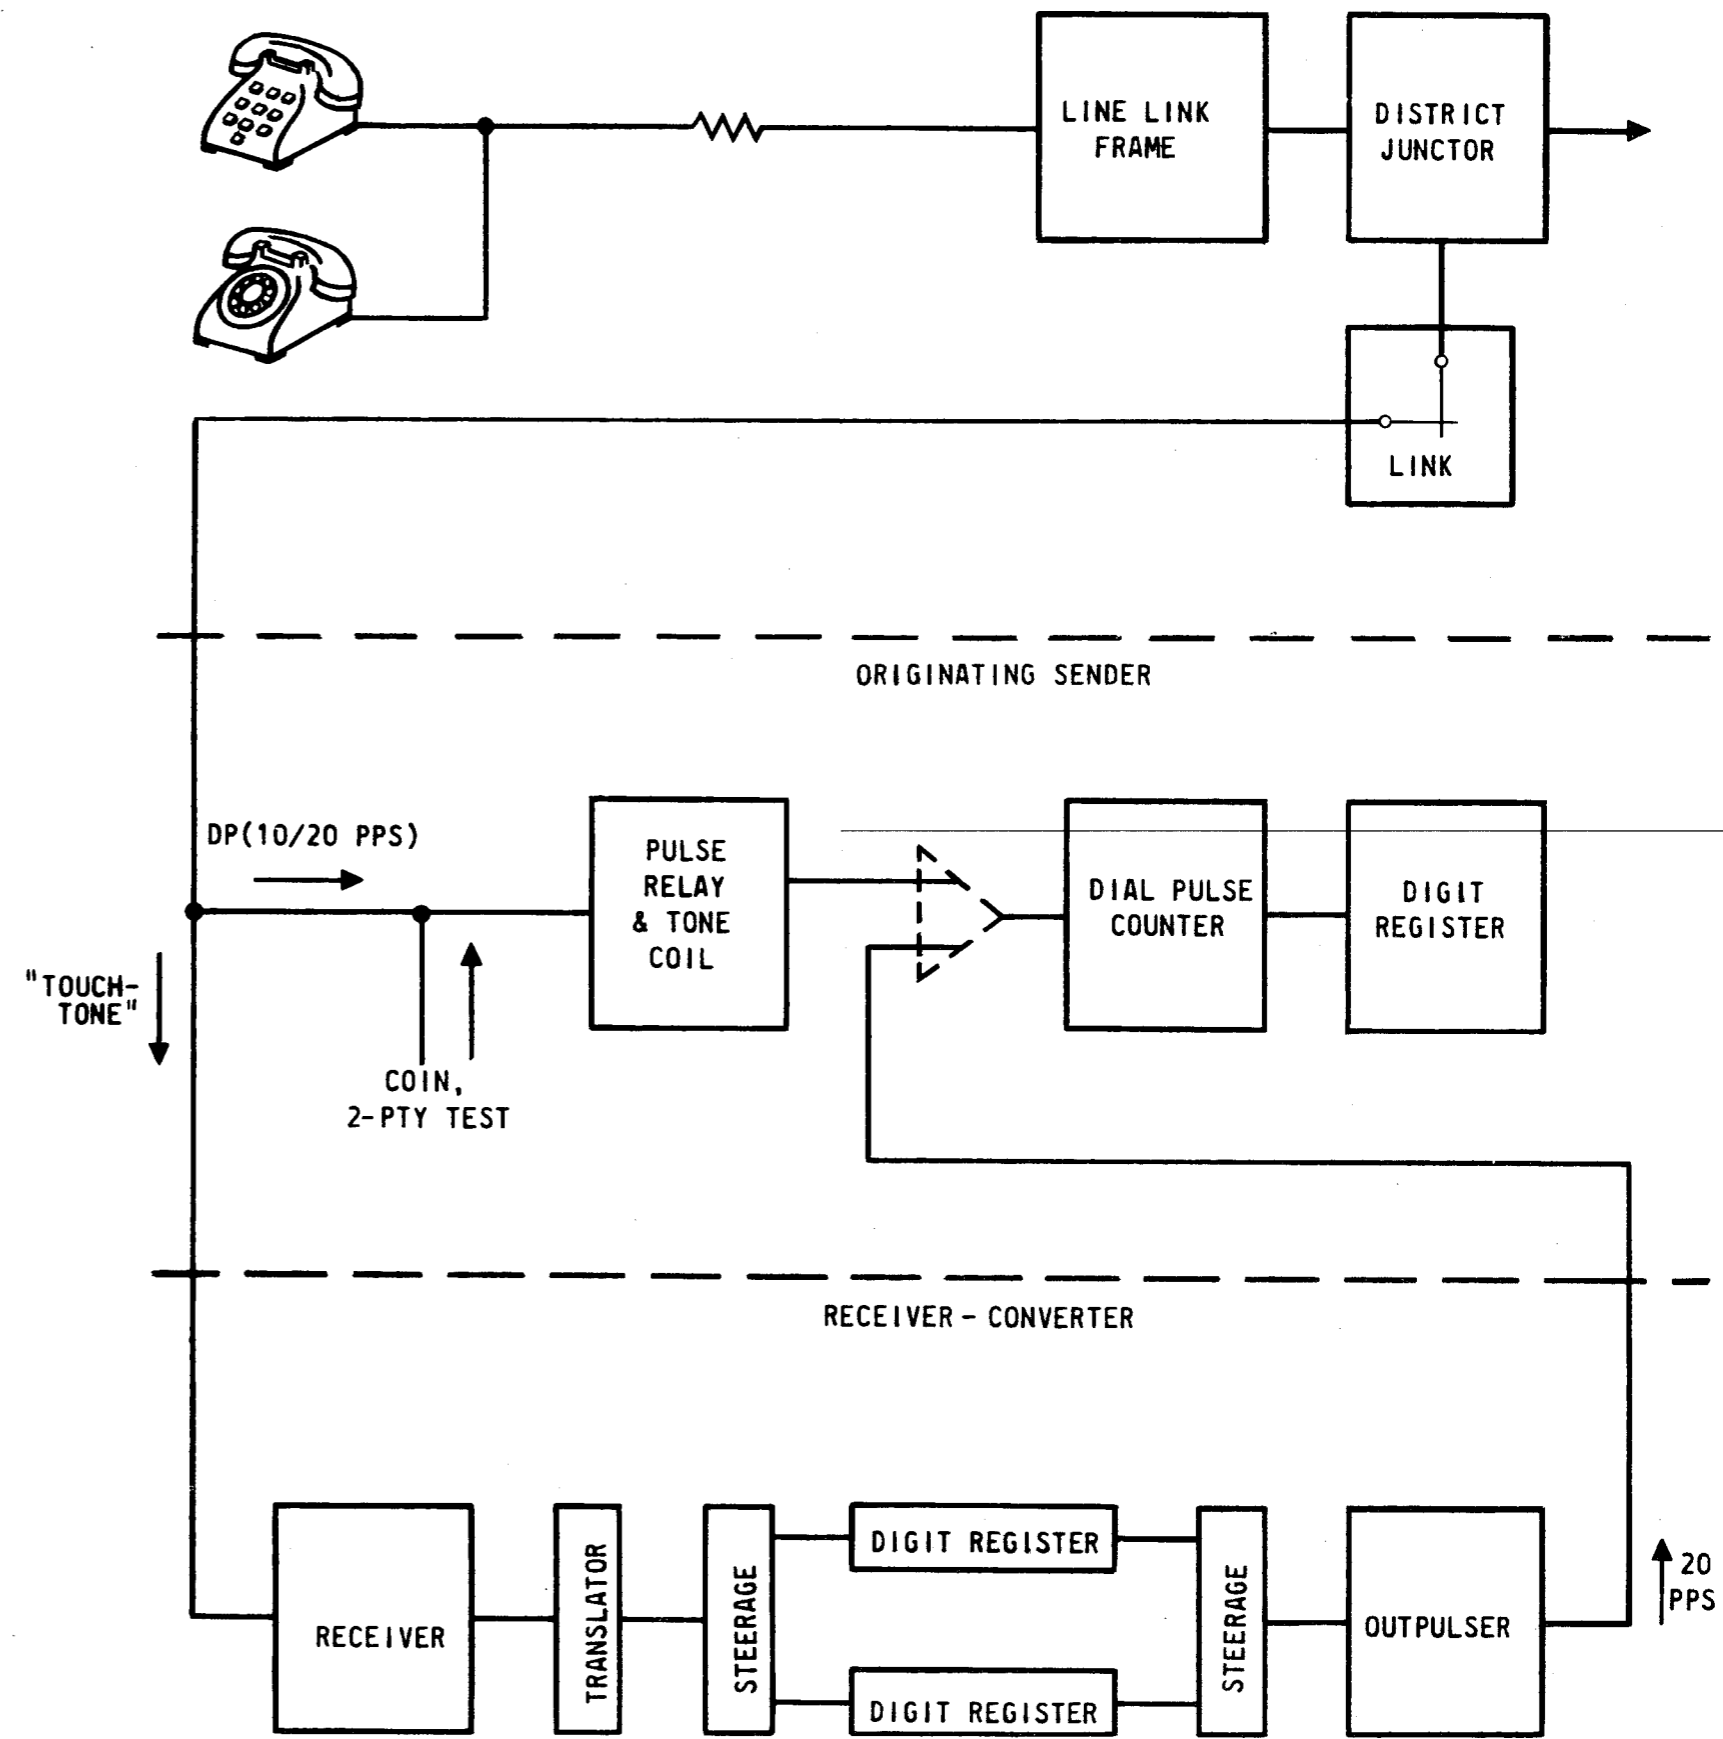 LINE LINK
FRAME
DISTRICT
JUNCTOR
LINK
ORIGINATING SENDER
DP(10/20 PPS)
PULSE
RELAY
& TONE
COIL
DIAL PULSE
COUNTER
DIGIT
REGISTER
"TOUCH-
TONE"
COIN,
2-PTY TEST
RECEIVER - CONVERTER
RECEIVER
TRANSLATOR
STEERAGE
DIGIT REGISTER
DIGIT REGISTER
STEERAGE
OUTPULSER
20
PPS